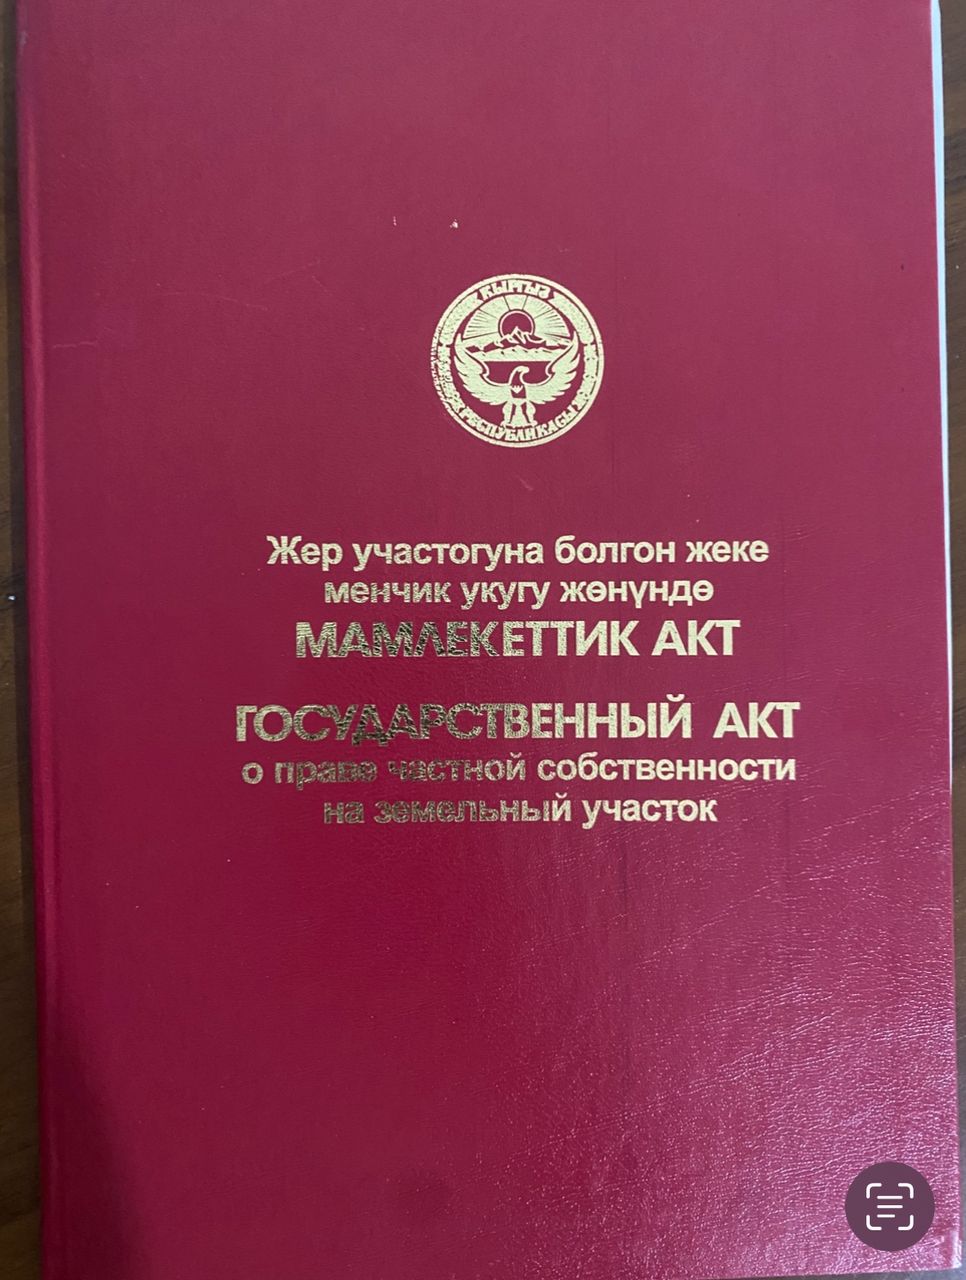 КЫРГЫЗ
РЕСПУБЛИКАСЫ
Жер участогуна болгон жеке
менчик укугу жөнүндө
МАМЛЕКЕТТИК АКТ
ГОСУДАРСТВЕННЫЙ АКТ
о праве частной собственности
на земельный участок